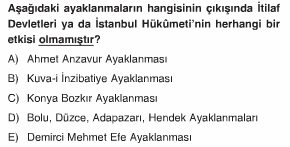 Aşağıdaki ayaklanmaların hangisinin çıkışında İtilaf
Devletleri ya da İstanbul Hükûmeti'nin herhangi bir
etkisi olmamıştır?
A) Ahmet Anzavur Ayaklanması
B) Kuva-i İnzibatiye Ayaklanması
C) Konya Bozkır Ayaklanması
D) Bolu, Düzce, Adapazarı, Hendek Ayaklanmaları
E) Demirci Mehmet Efe Ayaklanması